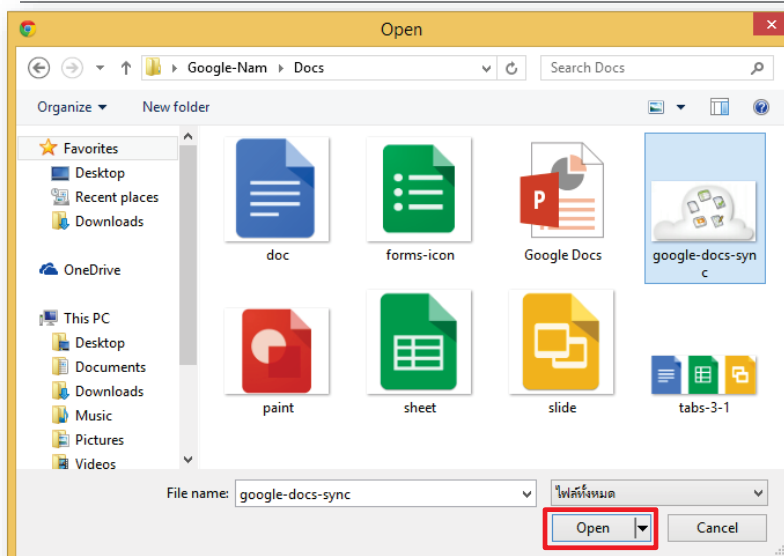 Open
Google-Nam
Docs
Search Docs
Organize
New folder
Favorites
Desktop
Recent places
Downloads
OneDrive
This PC
Desktop
Documents
Downloads
Music
Pictures
Videos
doc
forms-icon
P
Google Docs
google-docs-syn
c
paint
sheet
slide
tabs-3-1
File name:
google-docs-sync
ไฟล์ทั้งหมด
Open
Cancel